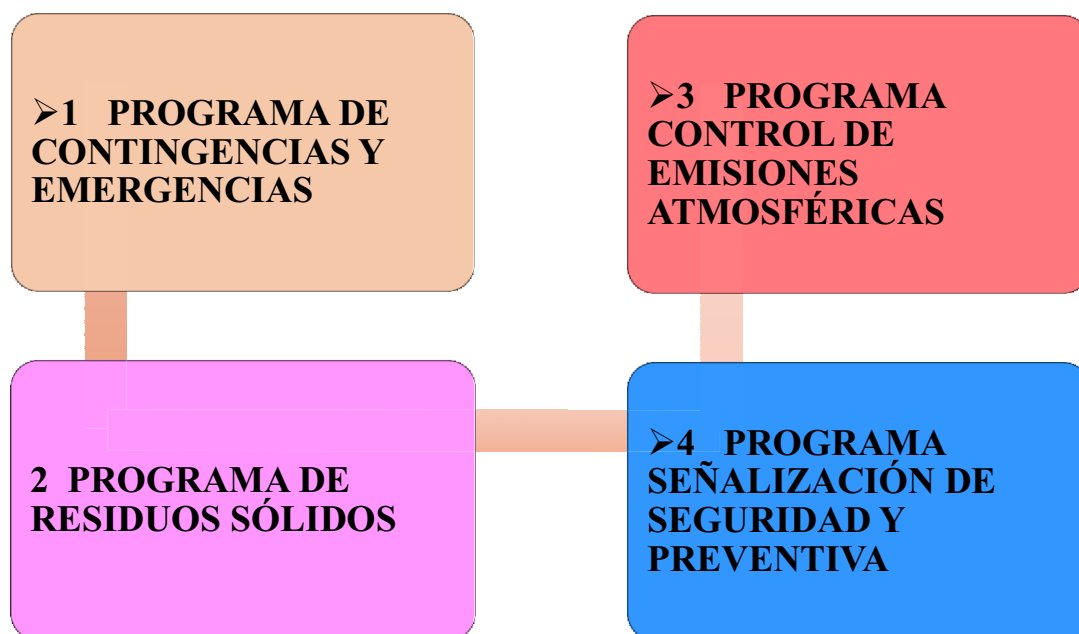 ➢1 PROGRAMA DE
CONTINGENCIAS Y
EMERGENCIAS
2 PROGRAMA DE
RESIDUOS SÓLIDOS
➢3 PROGRAMA
CONTROL DE
EMISIONES
ATMOSFÉRICAS
➢4 PROGRAMA
SEÑALIZACIÓN DE
SEGURIDAD Y
PREVENTIVA